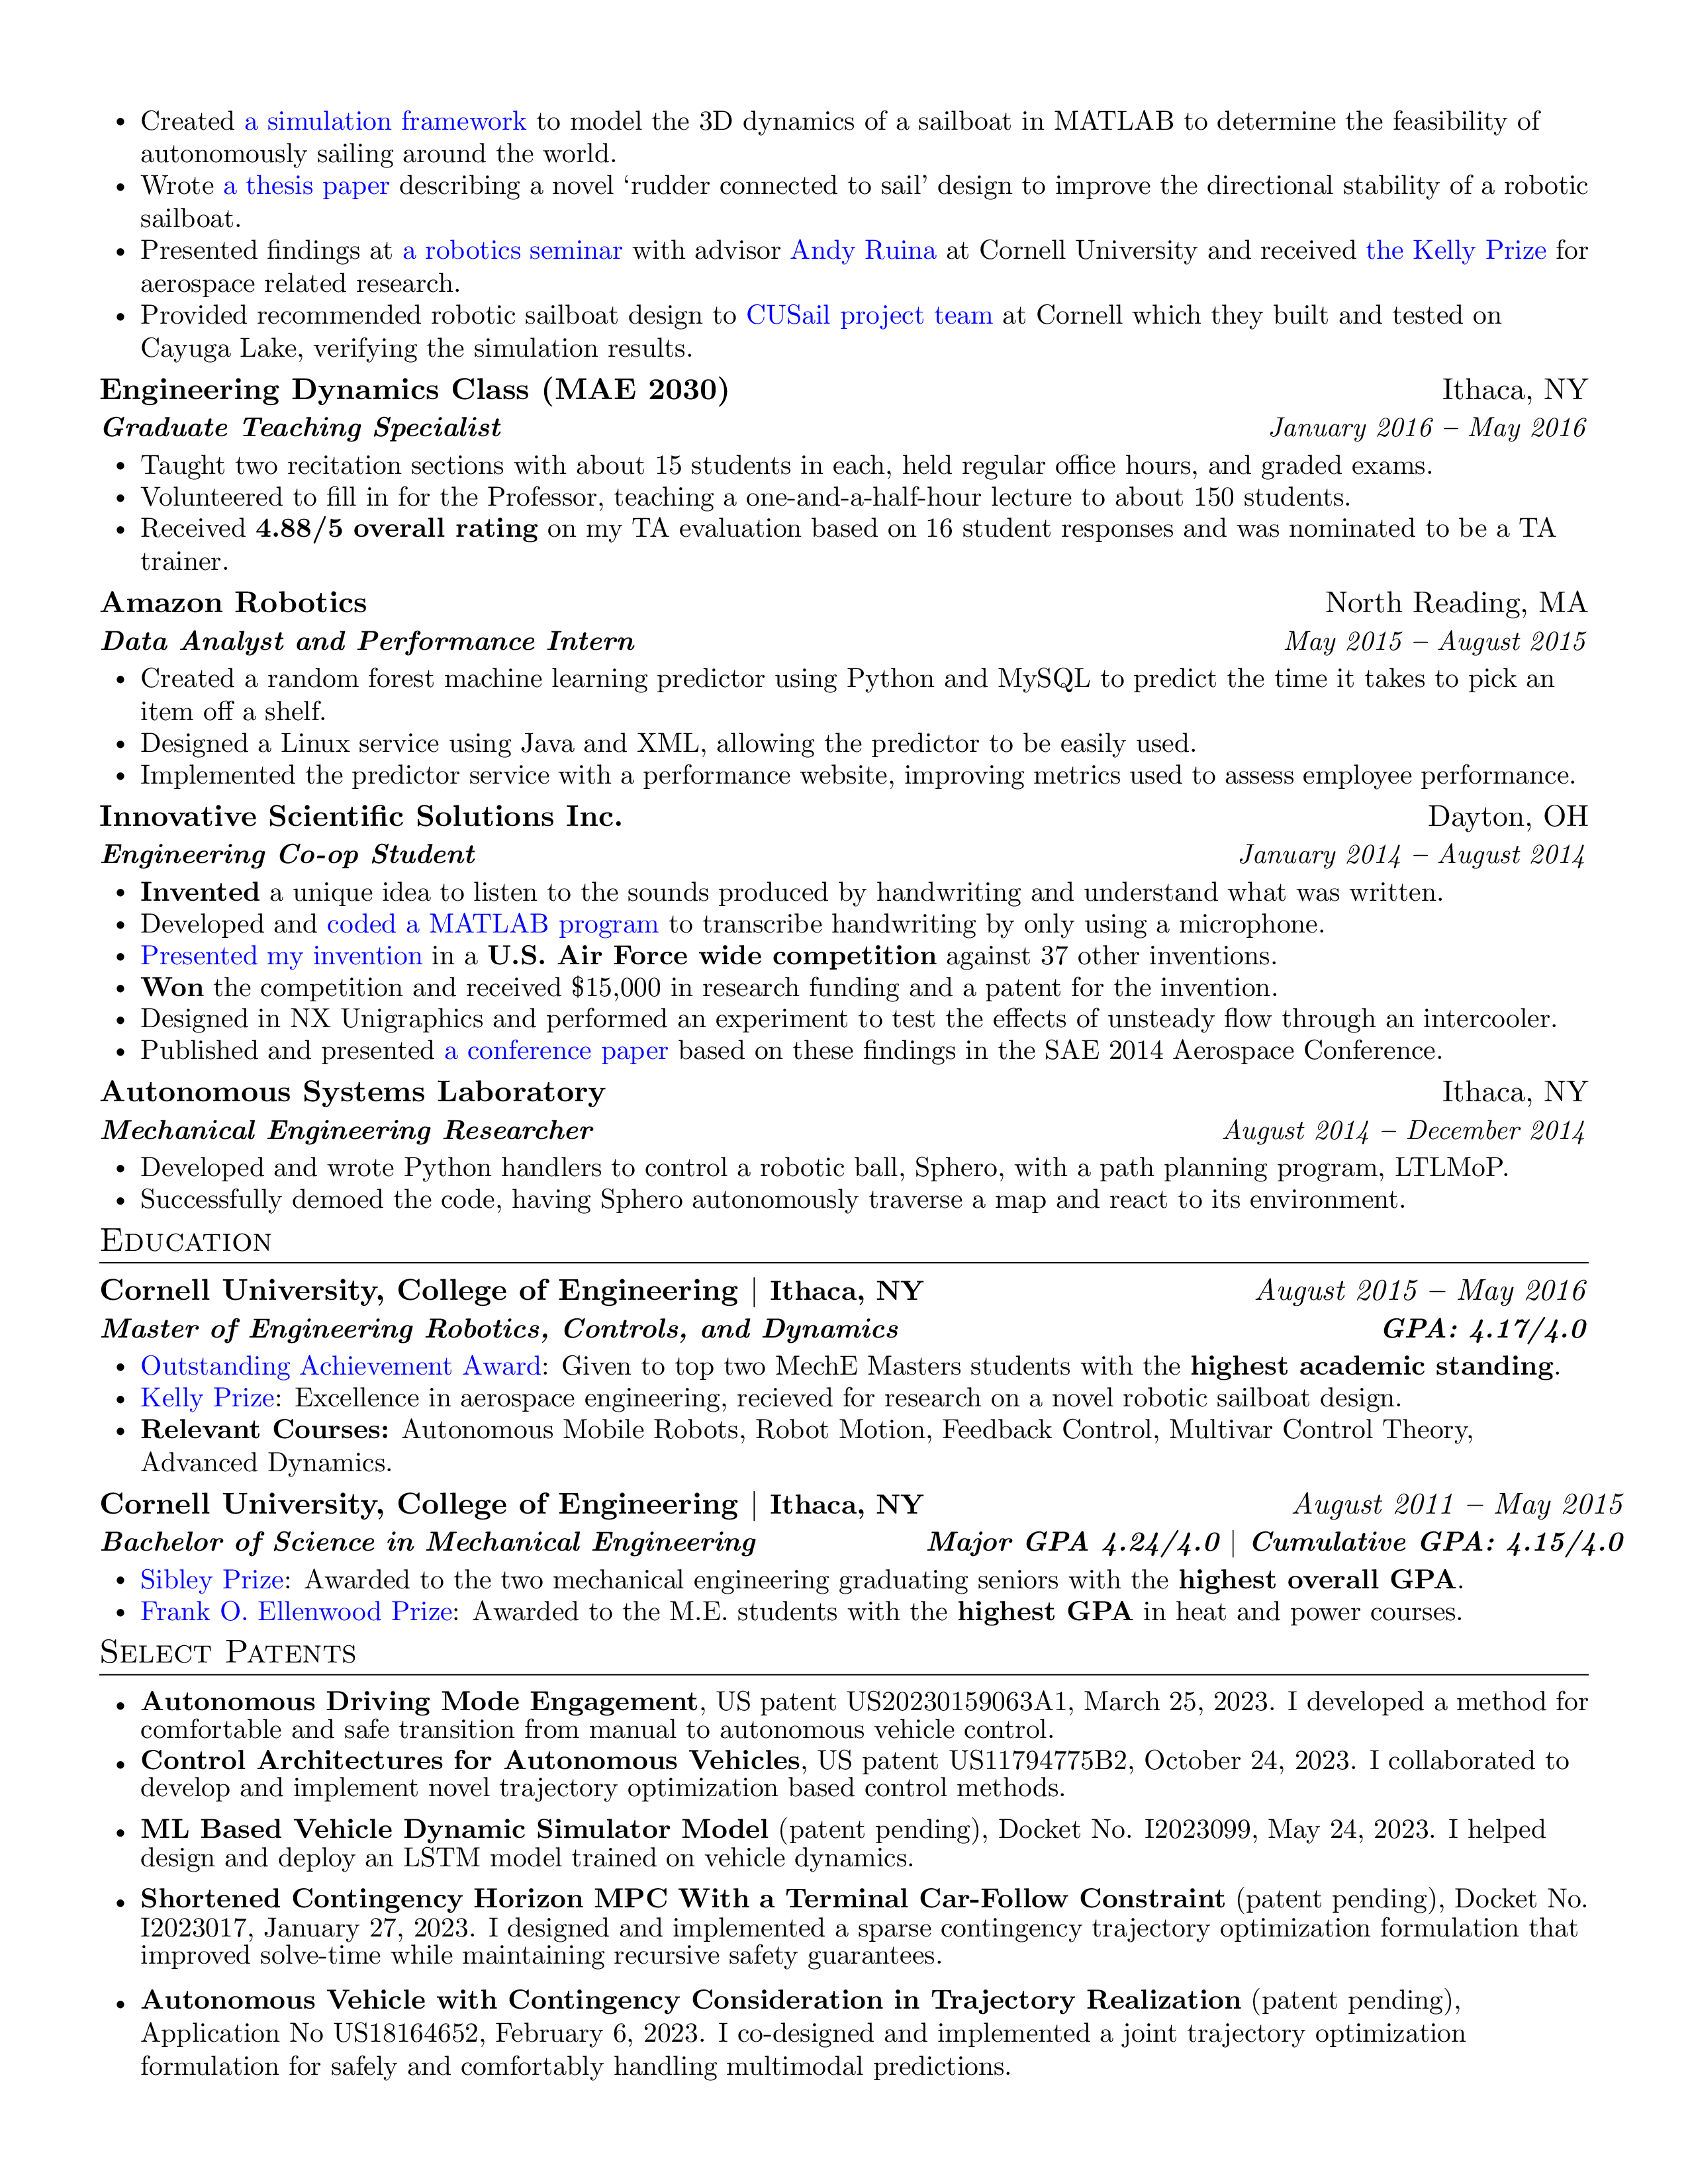 • Created a simulation framework to model the 3D dynamics of a sailboat in MATLAB to determine the feasibility of
autonomously sailing around the world.
• Wrote a thesis paper describing a novel ‘rudder connected to sail’ design to improve the directional stability of a robotic
sailboat.
• Presented findings at a robotics seminar with advisor Andy Ruina at Cornell University and received the Kelly Prize for
aerospace related research.
• Provided recommended robotic sailboat design to CUSail project team at Cornell which they built and tested on
Cayuga Lake, verifying the simulation results.
Engineering Dynamics Class (MAE 2030) Ithaca, NY
Graduate Teaching Specialist January 2016 – May 2016
• Taught two recitation sections with about 15 students in each, held regular office hours, and graded exams.
• Volunteered to fill in for the Professor, teaching a one-and-a-half-hour lecture to about 150 students.
• Received 4.88/5 overall rating on my TA evaluation based on 16 student responses and was nominated to be a TA
trainer.
Amazon Robotics North Reading, MA
Data Analyst and Performance Intern May 2015 – August 2015
• Created a random forest machine learning predictor using Python and MySQL to predict the time it takes to pick an
item off a shelf.
• Designed a Linux service using Java and XML, allowing the predictor to be easily used.
• Implemented the predictor service with a performance website, improving metrics used to assess employee performance.
Innovative Scientific Solutions Inc. Dayton, OH
Engineering Co-op Student January 2014 – August 2014
• Invented a unique idea to listen to the sounds produced by handwriting and understand what was written.
• Developed and coded a MATLAB program to transcribe handwriting by only using a microphone.
• Presented my invention in a U.S. Air Force wide competition against 37 other inventions.
• Won the competition and received $15,000 in research funding and a patent for the invention.
• Designed in NX Unigraphics and performed an experiment to test the effects of unsteady flow through an intercooler.
• Published and presented a conference paper based on these findings in the SAE 2014 Aerospace Conference.
Autonomous Systems Laboratory Ithaca, NY
Mechanical Engineering Researcher August 2014 – December 2014
• Developed and wrote Python handlers to control a robotic ball, Sphero, with a path planning program, LTLMoP.
• Successfully demoed the code, having Sphero autonomously traverse a map and react to its environment.
Education
Cornell University, College of Engineering | Ithaca, NY August 2015 – May 2016
Master of Engineering Robotics, Controls, and Dynamics GPA: 4.17/4.0
• Outstanding Achievement Award: Given to top two MechE Masters students with the highest academic standing.
• Kelly Prize: Excellence in aerospace engineering, recieved for research on a novel robotic sailboat design.
• Relevant Courses: Autonomous Mobile Robots, Robot Motion, Feedback Control, Multivar Control Theory,
Advanced Dynamics.
Cornell University, College of Engineering | Ithaca, NY August 2011 – May 2015
Bachelor of Science in Mechanical Engineering Major GPA 4.24/4.0 | Cumulative GPA: 4.15/4.0
• Sibley Prize: Awarded to the two mechanical engineering graduating seniors with the highest overall GPA.
• Frank O. Ellenwood Prize: Awarded to the M.E. students with the highest GPA in heat and power courses.
Select Patents
• Autonomous Driving Mode Engagement, US patent US20230159063A1, March 25, 2023. I developed a method for
comfortable and safe transition from manual to autonomous vehicle control.
• Control Architectures for Autonomous Vehicles, US patent US11794775B2, October 24, 2023. I collaborated to
develop and implement novel trajectory optimization based control methods.
• ML Based Vehicle Dynamic Simulator Model (patent pending), Docket No. I2023099, May 24, 2023. I helped
design and deploy an LSTM model trained on vehicle dynamics.
• Shortened Contingency Horizon MPC With a Terminal Car-Follow Constraint (patent pending), Docket No.
I2023017, January 27, 2023. I designed and implemented a sparse contingency trajectory optimization formulation that
improved solve-time while maintaining recursive safety guarantees.
• Autonomous Vehicle with Contingency Consideration in Trajectory Realization (patent pending),
Application No US18164652, February 6, 2023. I co-designed and implemented a joint trajectory optimization
formulation for safely and comfortably handling multimodal predictions.